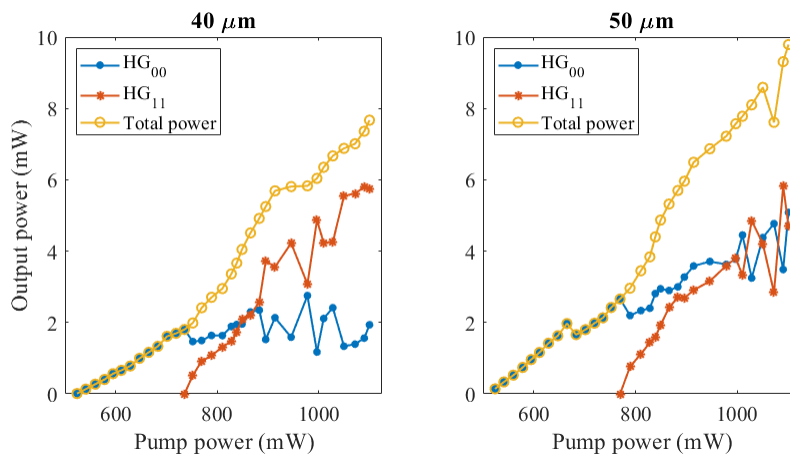 40 μm
10
8
6
4
2
0
Output power (mW)
HG00
HG11
Total power
600
800
1000
Pump power (mW)
50 μm
10
8
6
4
2
0
HG00
HG11
Total power
600
800
1000
Pump power (mW)